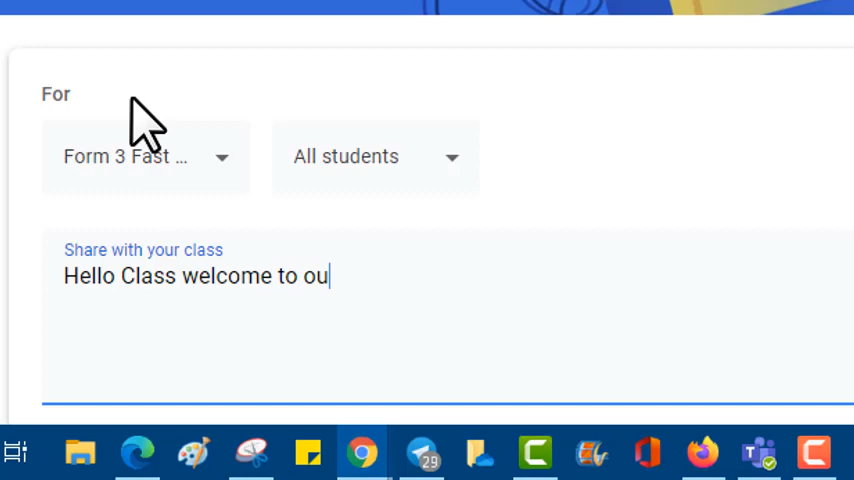 For
Form 3 Fast ...
All students
Share with your class
Hello Class welcome to ou
29